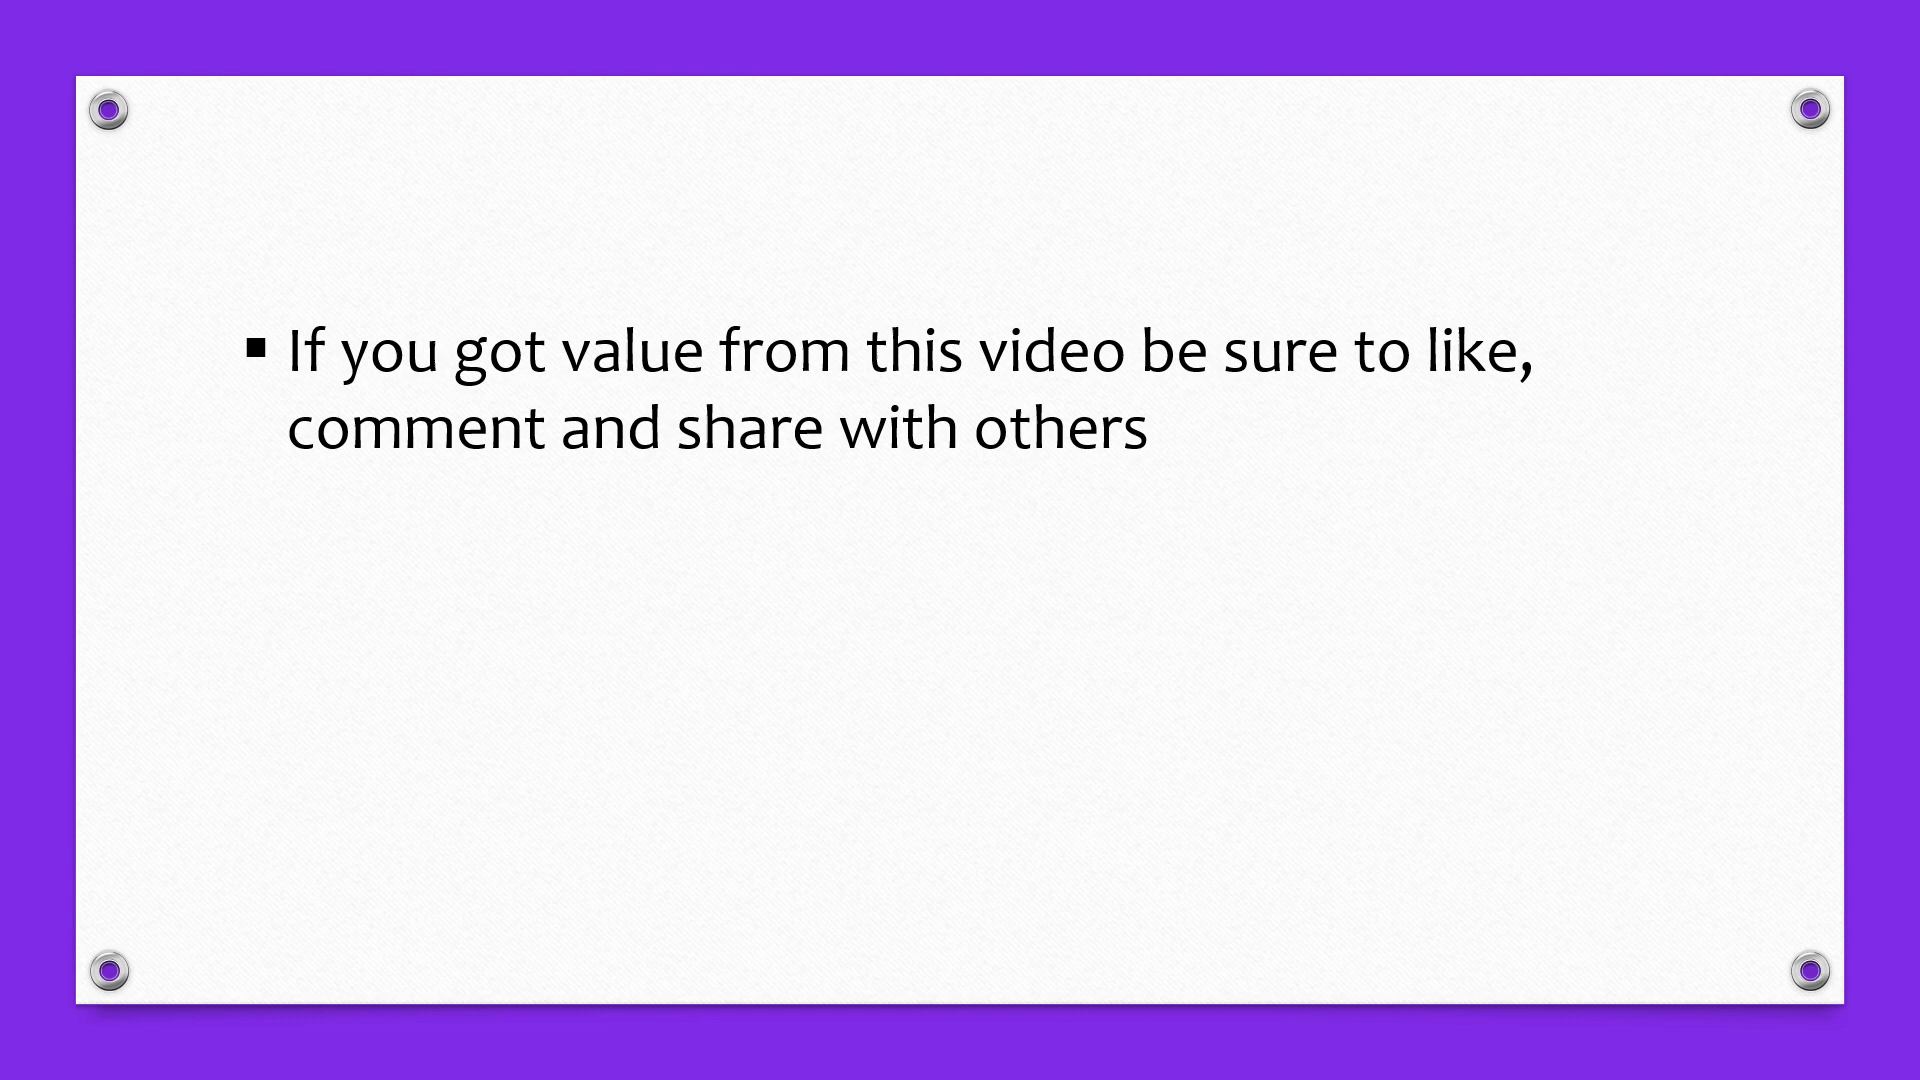 ▪ If you got value from this video be sure to like,
comment and share with others